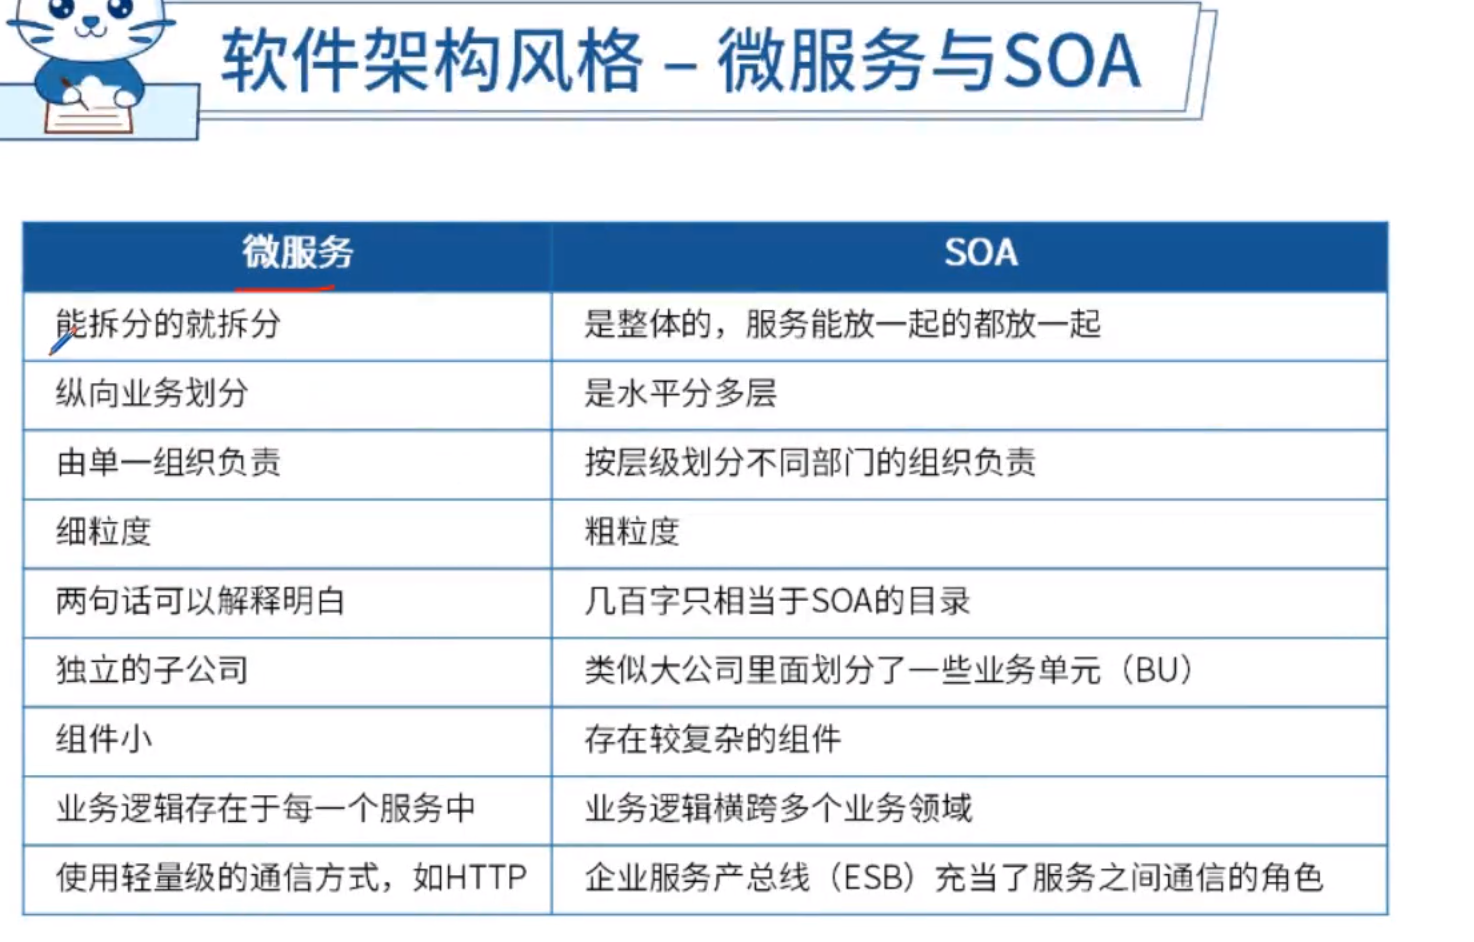 软件架构风格 – 微服务与SOA
微服务 SOA
能拆分的就拆分 是整体的，服务能放一起的都放一起
纵向业务划分 是水平分多层
由单一组织负责 按层级划分不同部门的组织负责
细粒度 粗粒度
两句话可以解释明白 几百字只相当于SOA的目录
独立的子公司 类似大公司里面划分了一些业务单元（BU）
组件小 存在较复杂的组件
业务逻辑存在于每一个服务中 业务逻辑横跨多个业务领域
使用轻量级的通信方式，如HTTP 企业服务产总线（ESB）充当了服务之间通信的角色